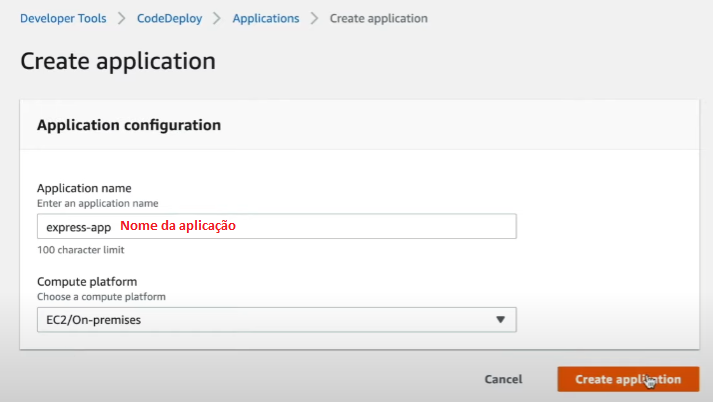 Developer Tools > CodeDeploy > Applications > Create application
Create application
Application configuration
Application name
Enter an application name
express-app Nome da aplicação
100 character limit
Compute platform
Choose a compute platform
EC2/On-premises
Cancel Create application